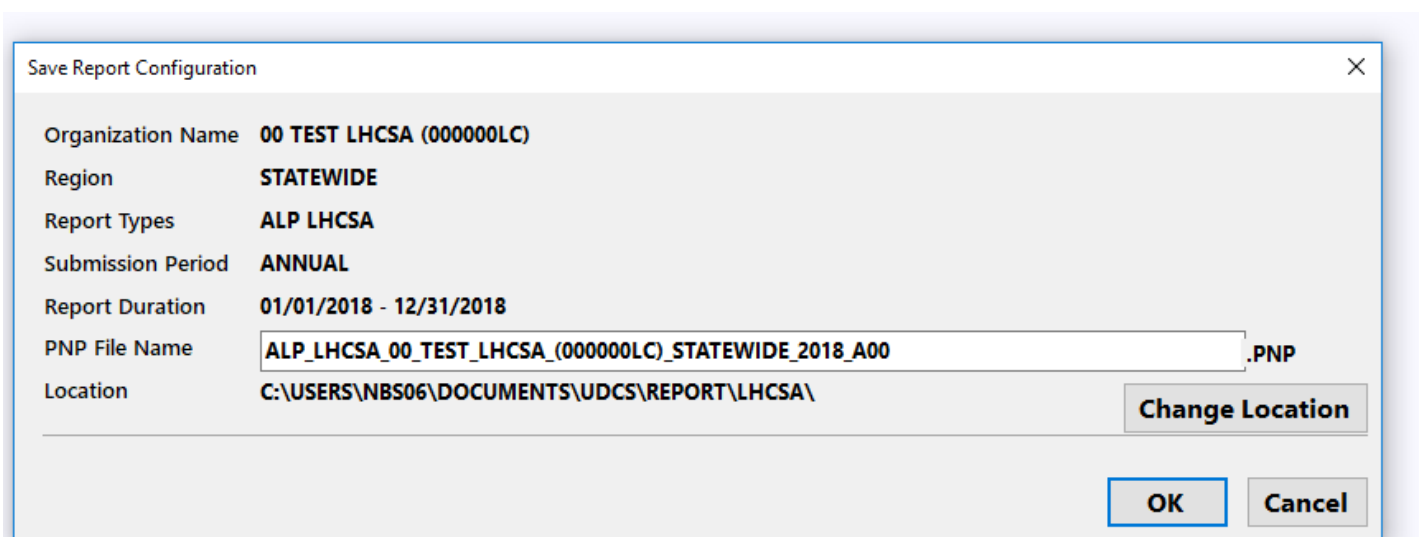 Save Report Configuration
Organization Name 00 TEST LHCSA (000000LC)
Region STATEWIDE
Report Types ALP LHCSA
Submission Period ANNUAL
Report Duration 01/01/2018 - 12/31/2018
PNP File Name ALP_LHCSA_00_TEST_LHCSA_(000000LC)_STATEWIDE_2018_A00 .PNP
Location C:\USERS\NBS06\DOCUMENTS\UDCS\REPORT\LHCSA\
Change Location
OK Cancel